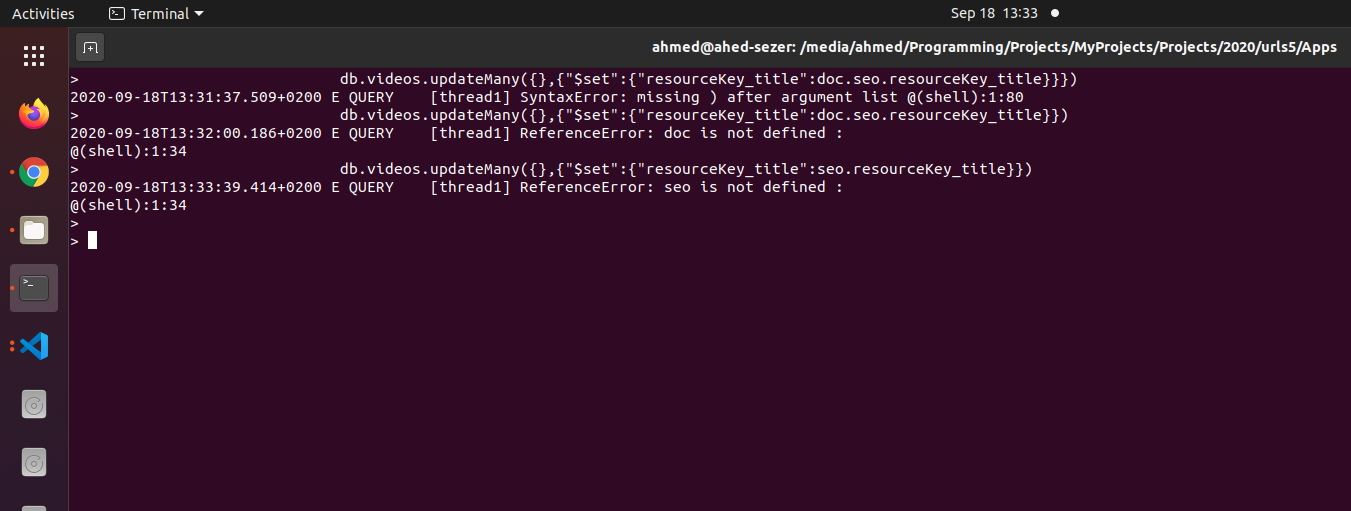 Activities
Terminal
Sep 18 13:33
ahmed@ahed-sezer: /media/ahmed/Programming/Projects/MyProjects/Projects/2020/urls5/Apps
>                              db.videos.updateMany({},{"$set":{"resourceKey_title":doc.seo.resourceKey_title}}})
2020-09-18T13:31:37.509+0200 E QUERY    [thread1] SyntaxError: missing ) after argument list @(shell):1:80
>                              db.videos.updateMany({},{"$set":{"resourceKey_title":doc.seo.resourceKey_title}})
2020-09-18T13:32:00.186+0200 E QUERY    [thread1] ReferenceError: doc is not defined :
@(shell):1:34
>                              db.videos.updateMany({},{"$set":{"resourceKey_title":seo.resourceKey_title}})
2020-09-18T13:33:39.414+0200 E QUERY    [thread1] ReferenceError: seo is not defined :
@(shell):1:34
>
>